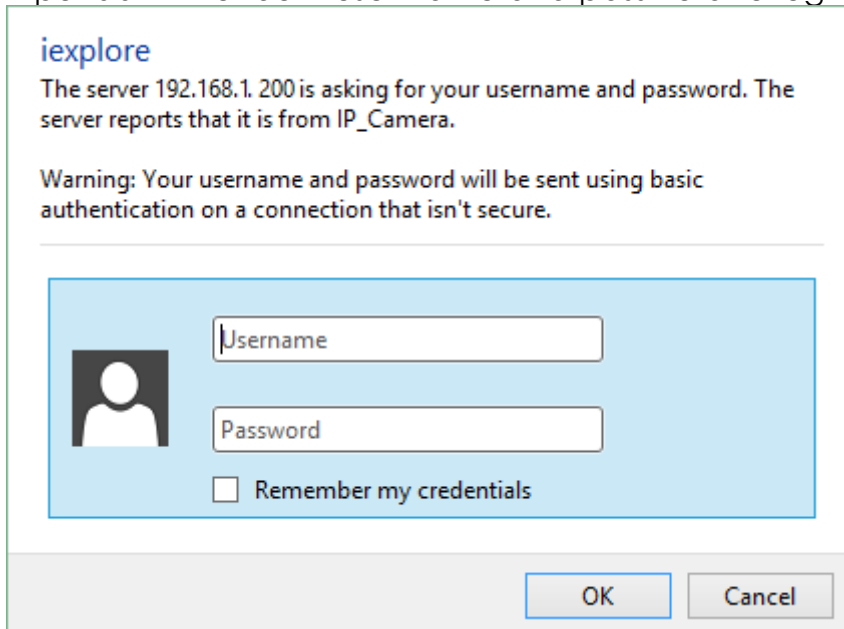 iexplore
The server 192.168.1. 200 is asking for your username and password. The
server reports that it is from IP_Camera.
Warning: Your username and password will be sent using basic
authentication on a connection that isn't secure.
Username
Password
Remember my credentials
OK Cancel